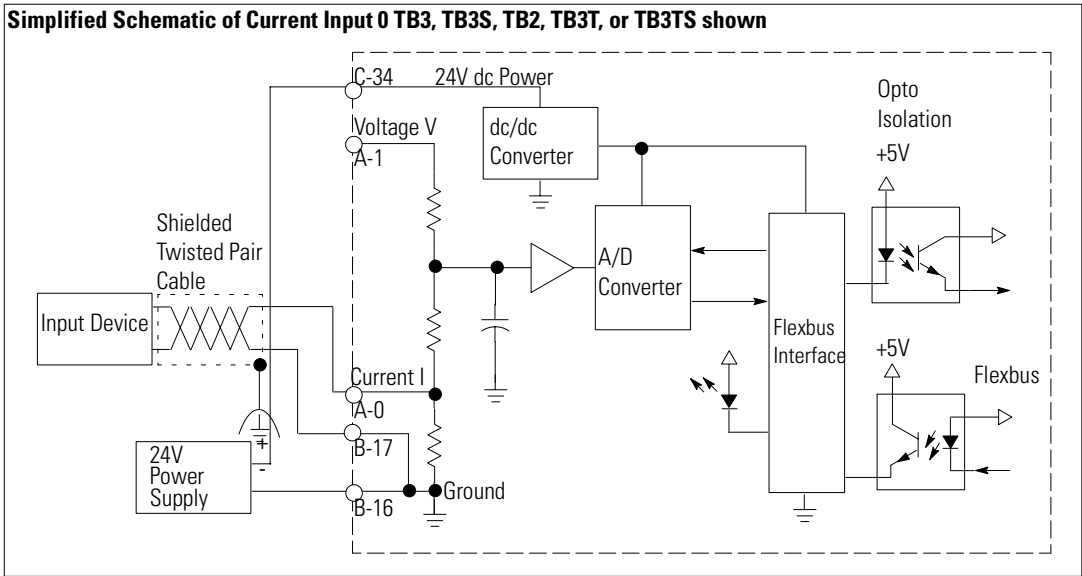 Simplified Schematic of Current Input 0 TB3, TB3S, TB2, TB3T, or TB3TS shown
C-34
24V dc Power
Opto
Isolation
+5V
Voltage V
A-1
dc/dc
Converter
Shielded
Twisted Pair
Cable
A/D
Converter
Input Device
Flexbus
Interface
+5V
Flexbus
Current I
A-0
B-17
+
-
24V
Power
Supply
Ground
B-16